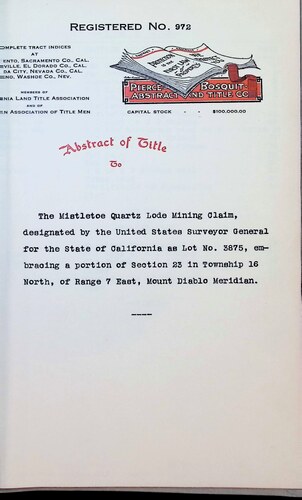 REGISTERED NO. 972
OMPLETE TRACT INDICES
AT
ENTO, SACRAMENTO CO., CAL.
RVILLE, EL DORADO CO., CAL.
DA CITY, NEVADA CO., CAL.
ENO, WASHOE CO., NEV.
MEMBERS OF
NIA LAND TITLE ASSOCIATION
AND OF
N ASSOCIATION OF TITLE MEN
PIERCE BOSQUIT
ABSTRACT AND TITLE CO
CAPITAL STOCK - - $100,000.00
Abstract of Title
To
The Mistletoe Quartz Lode Mining Claim,
designated by the United States Surveyor General
for the State of California as Lot No. 3875, em-
bracing a portion of Section 23 in Township 16
North, of Range 7 East, Mount Diablo Meridian.